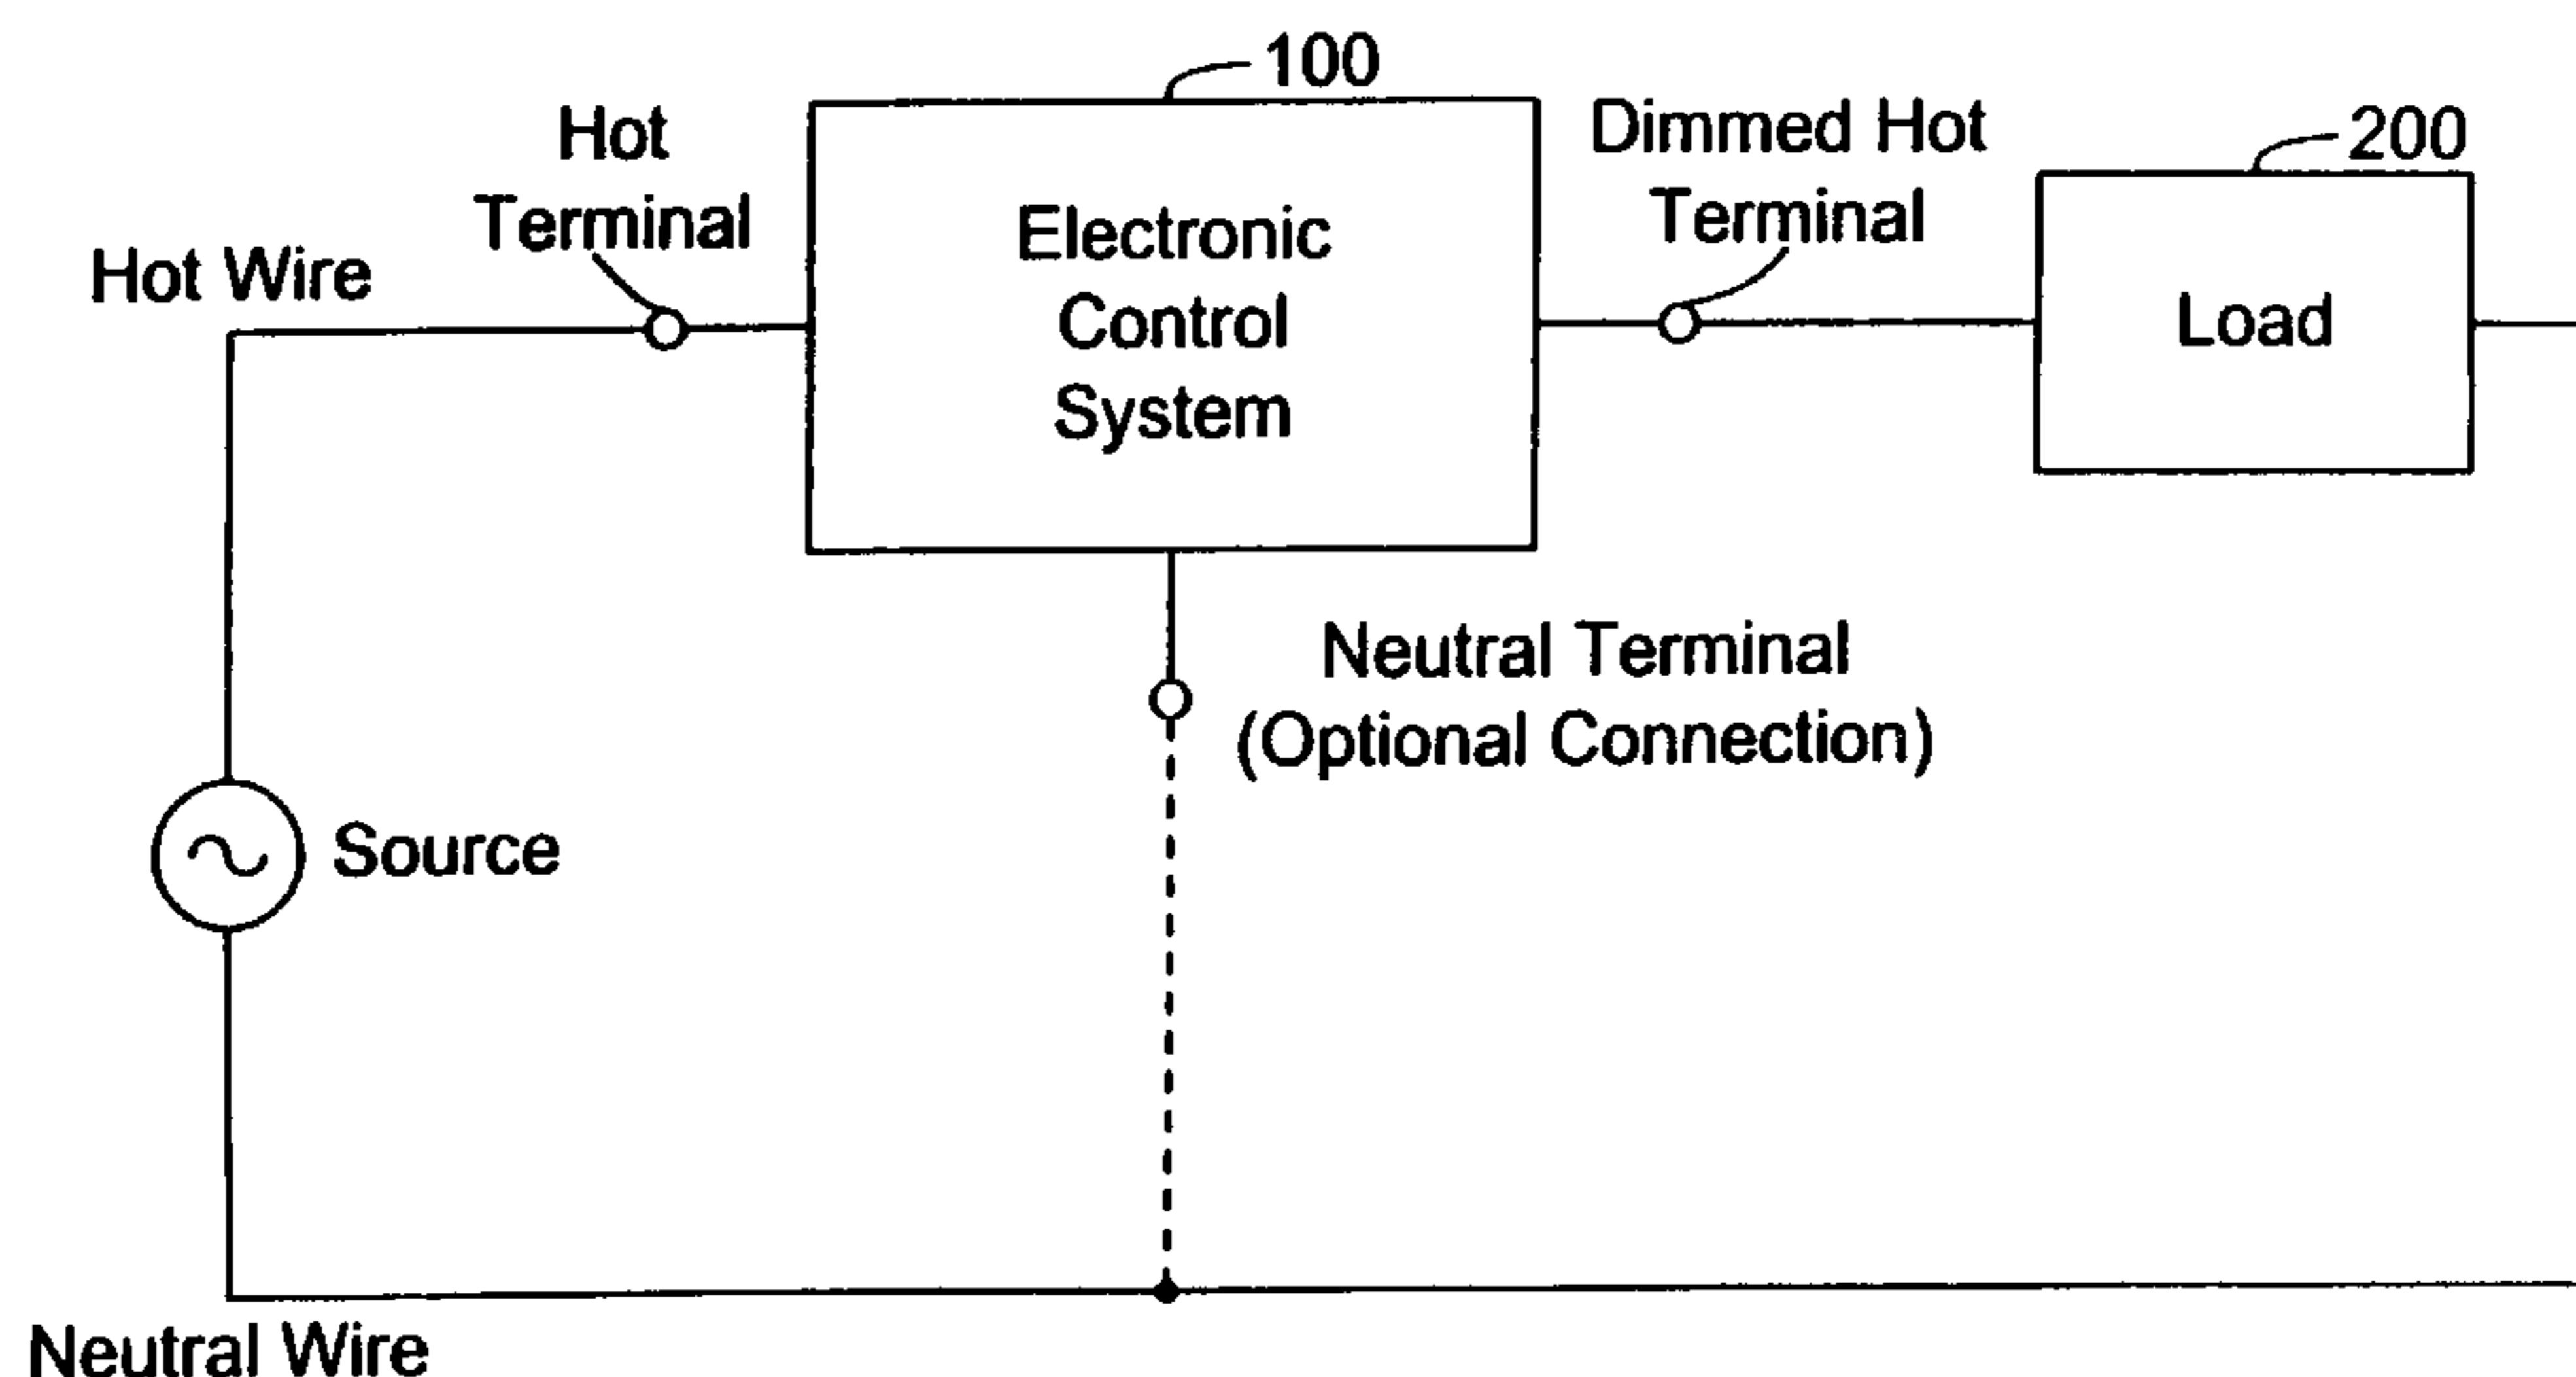 100
Hot
Terminal
Hot Wire
Electronic
Control
System
Dimmed Hot
Terminal
200
Load
Neutral Terminal
(Optional Connection)
Source
Neutral Wire